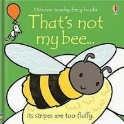 Usborne touchy-feely books
That's not my bee...
its stripes are too fluffy.